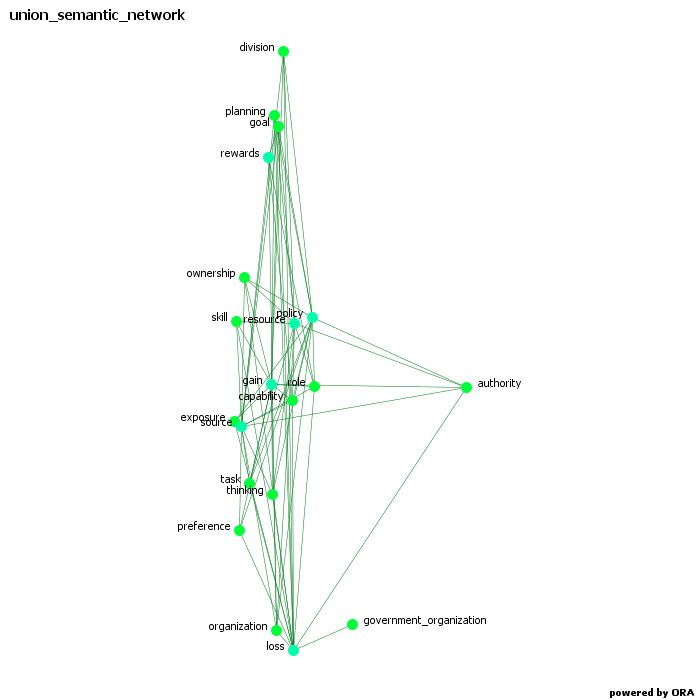 union_semantic_network
division
planning
goal
rewards
ownership
skill
resource
policy
gain
role
authority
capability
exposure
source
task
thinking
preference
organization
government_organization
loss
powered by ORA